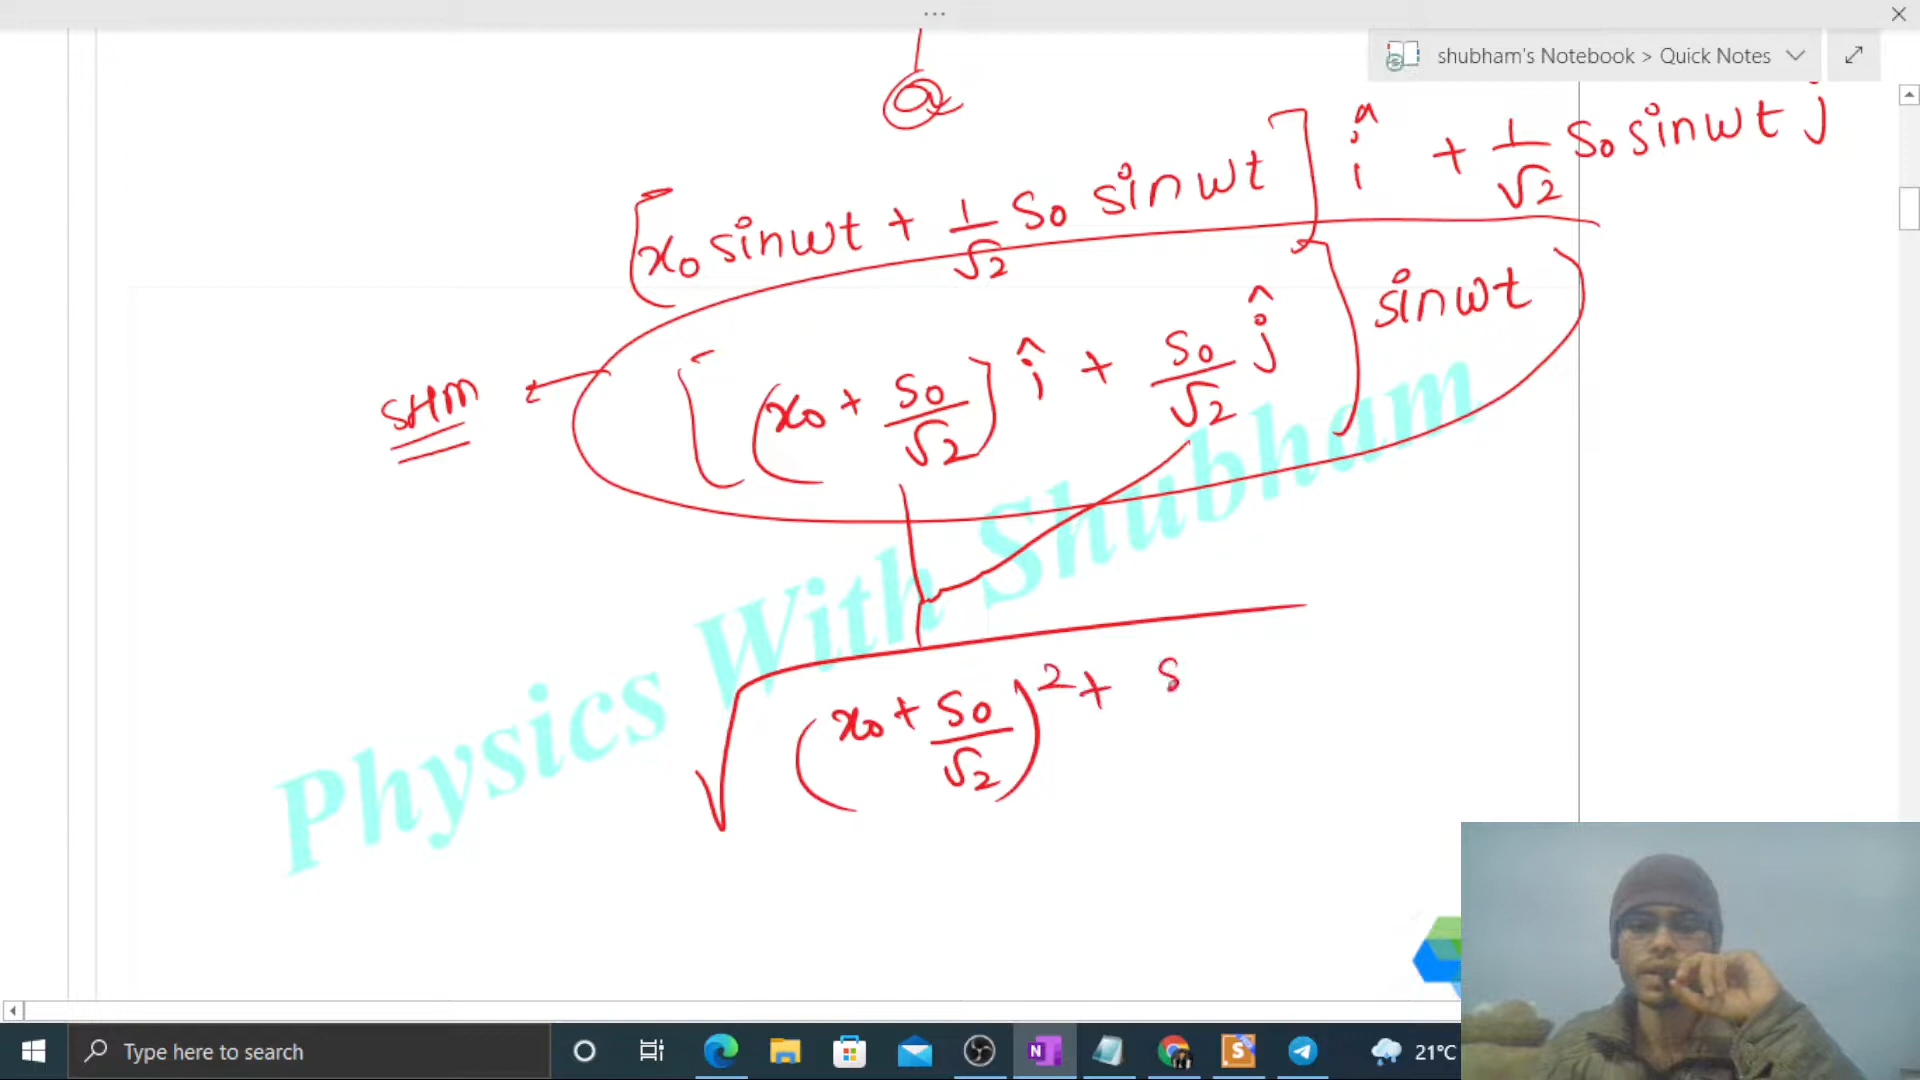 shubham's Notebook > Quick Notes
[x₀ sinωt + 1/√2 S₀ sinωt] î + 1/√2 S₀ sinωt j
[(x₀ + S₀/√2) î + S₀/√2 ĵ] sinωt
SHM
√(x₀ + S₀/√2)² + S
Physics With Shubham
Type here to search
21°C